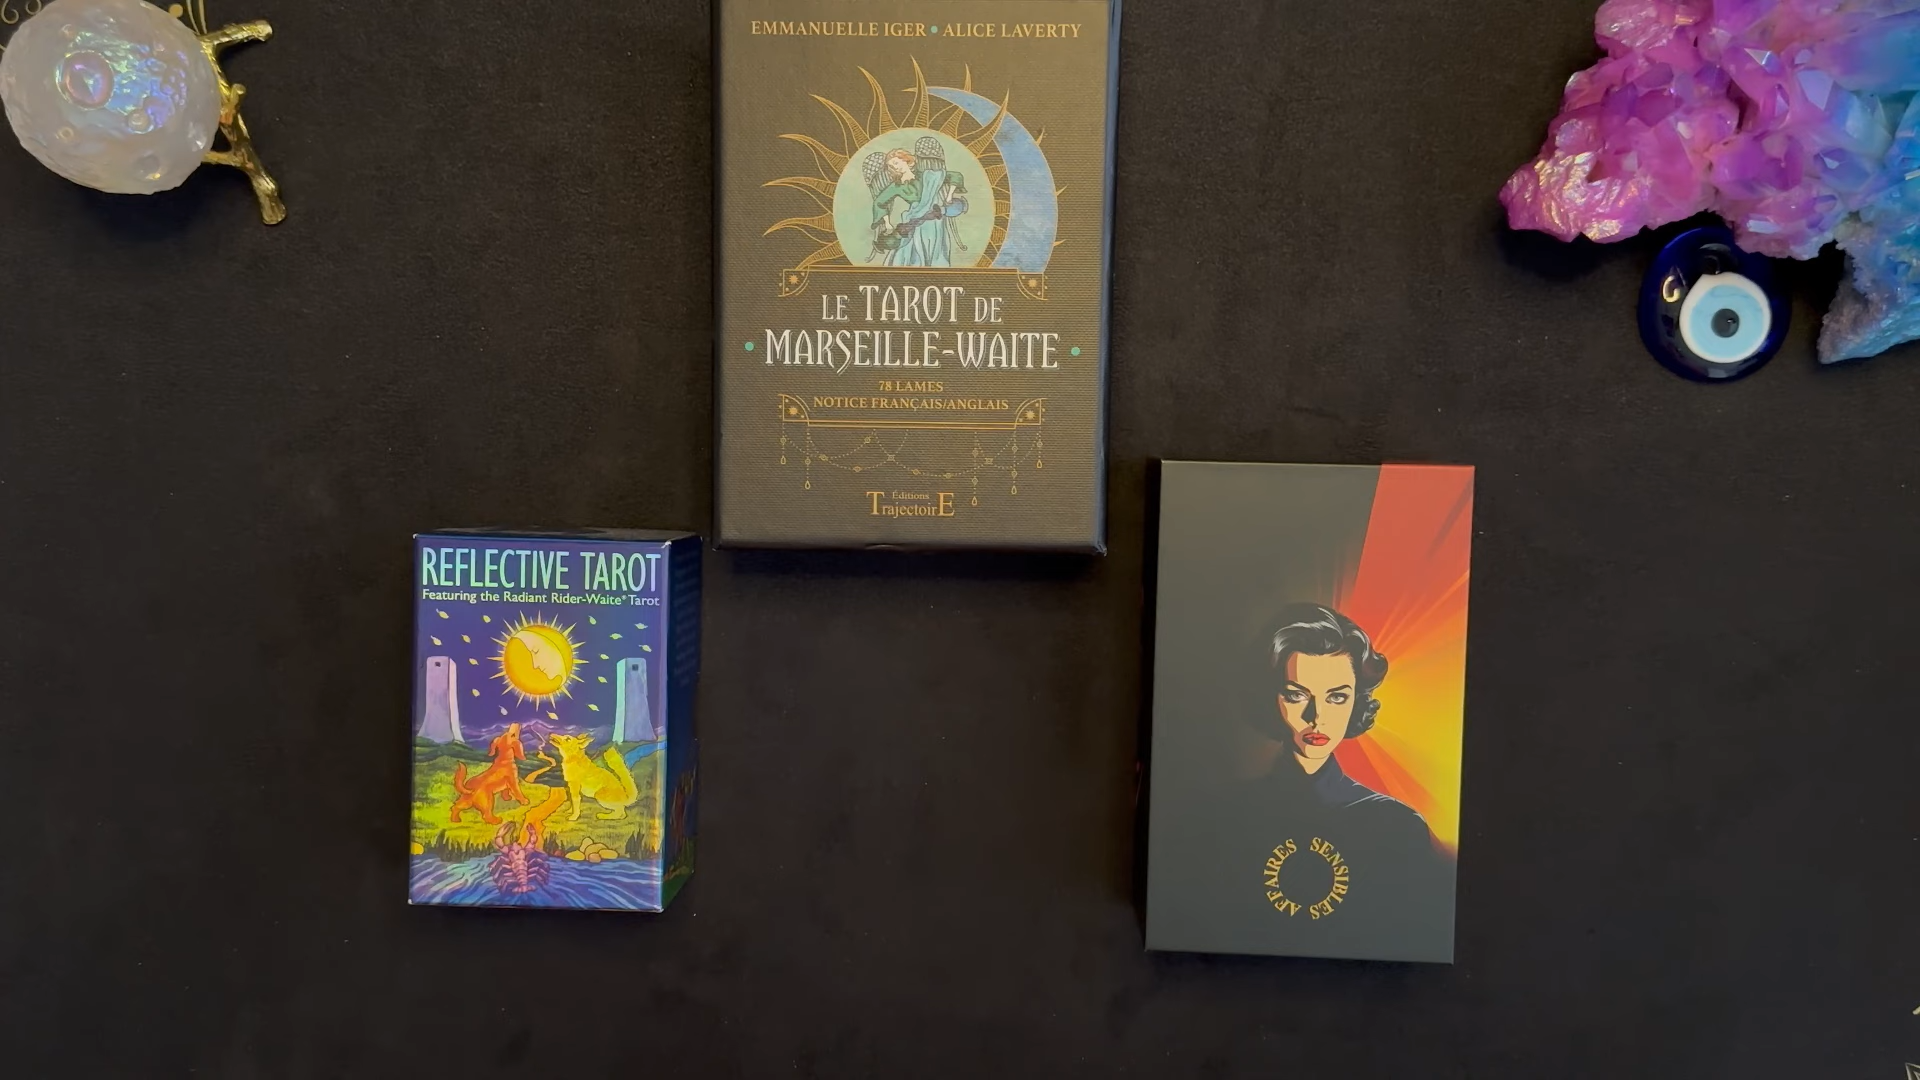 EMMANUELLE IGER • ALICE LAVERTY
LE TAROT DE
• MARSEILLE-WAITE •
78 LAMES
NOTICE FRANÇAIS/ANGLAIS
Éditions
TrajectoirE
REFLECTIVE TAROT
Featuring the Radiant Rider-Waite® Tarot
AFFAIRES SENSIBLES